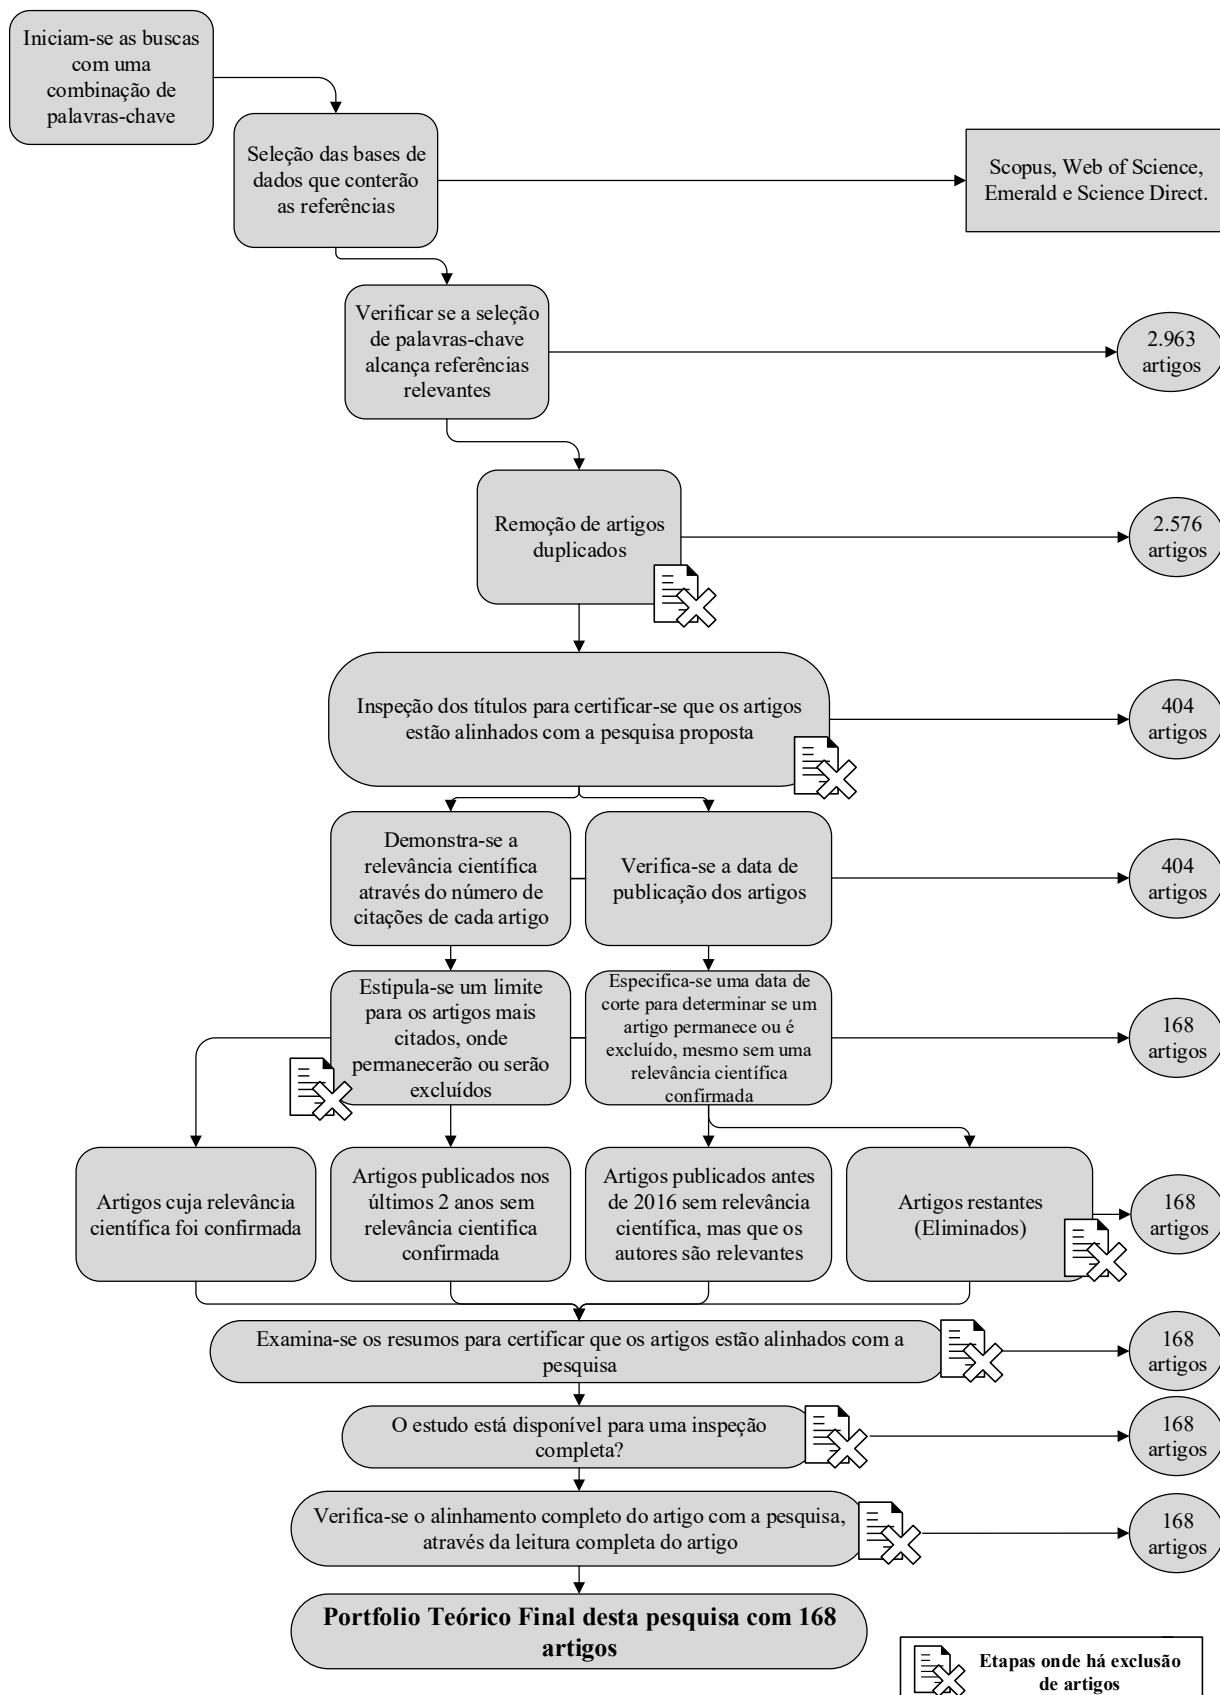 Iniciam-se as buscas
com uma
combinação de
palavras-chave
Seleção das bases de
dados que conterão
as referências
Scopus, Web of Science,
Emerald e Science Direct.
Verificar se a seleção
de palavras-chave
alcança referências
relevantes
2.963
artigos
Remoção de artigos
duplicados
2.576
artigos
Inspeção dos títulos para certificar-se que os artigos
estão alinhados com a pesquisa proposta
404
artigos
Demonstra-se a
relevância científica
através do número de
citações de cada artigo
Verifica-se a data de
publicação dos artigos
404
artigos
Estipula-se um limite
para os artigos mais
citados, onde
permanecerão ou serão
excluídos
Especifica-se uma data de
corte para determinar se um
artigo permanece ou é
excluído, mesmo sem uma
relevância científica
confirmada
168
artigos
Artigos cuja relevância
científica foi confirmada
Artigos publicados nos
últimos 2 anos sem
relevância cientifica
confirmada
Artigos publicados antes
de 2016 sem relevância
científica, mas que os
autores são relevantes
Artigos restantes
(Eliminados)
168
artigos
Examina-se os resumos para certificar que os artigos estão alinhados com a
pesquisa
168
artigos
O estudo está disponível para uma inspeção
completa?
168
artigos
Verifica-se o alinhamento completo do artigo com a pesquisa,
através da leitura completa do artigo
168
artigos
Portfolio Teórico Final desta pesquisa com 168
artigos
Etapas onde há exclusão
de artigos